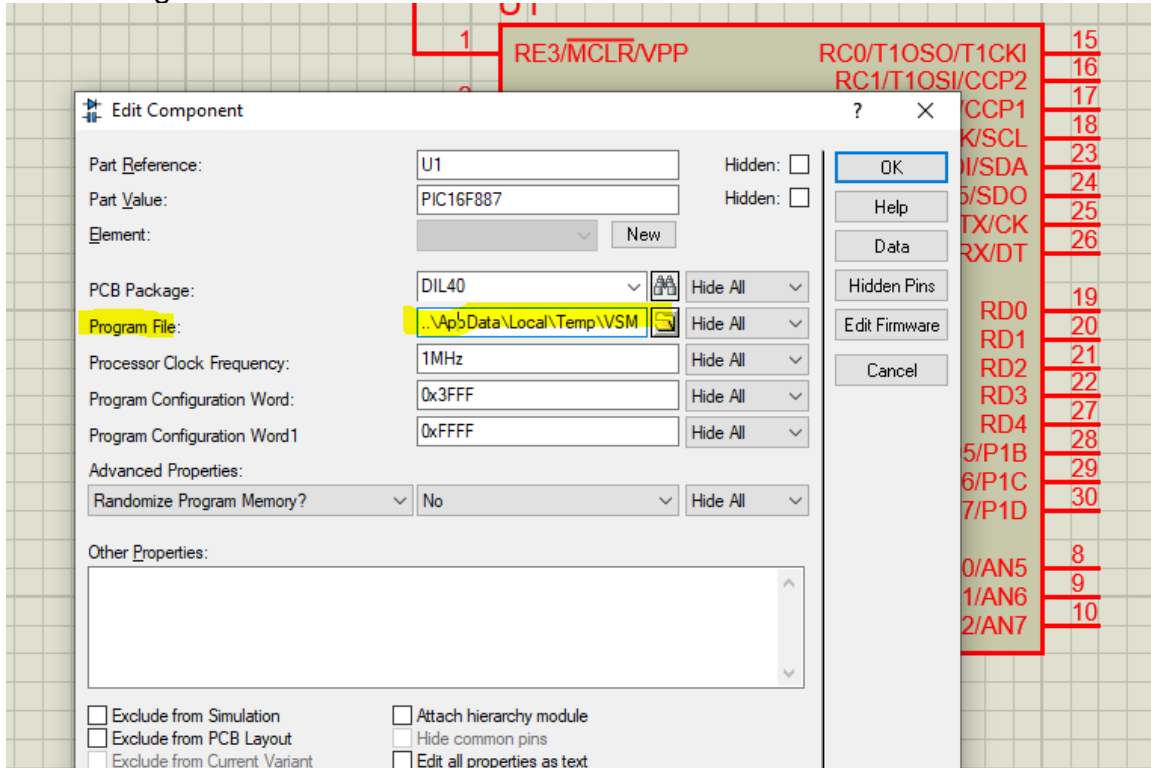 U1
1
RE3/MCLR/VPP
RC0/T1OSO/T1CKI
15
RC1/T1OSI/CCP2
16
Edit Component
?
/CCP1
17
K/SCL
18
Part Reference:
U1
Hidden:
OK
I/SDA
23
Part Value:
PIC16F887
Hidden:
Help
5/SDO
24
Element:
New
Data
TX/CK
25
RX/DT
26
PCB Package:
DIL40
Hide All
Hidden Pins
RD0
19
Program File:
..\AppData\Local\Temp\VSM
Hide All
Edit Firmware
RD1
20
Processor Clock Frequency:
1MHz
Hide All
Cancel
RD2
21
Program Configuration Word:
0x3FFF
Hide All
RD3
22
Program Configuration Word1
0xFFFF
Hide All
RD4
27
5/P1B
28
Advanced Properties:
6/P1C
29
Randomize Program Memory?
No
Hide All
7/P1D
30
Other Properties:
0/AN5
8
1/AN6
9
2/AN7
10
Exclude from Simulation
Attach hierarchy module
Exclude from PCB Layout
Hide common pins
Exclude from Current Variant
Edit all properties as text